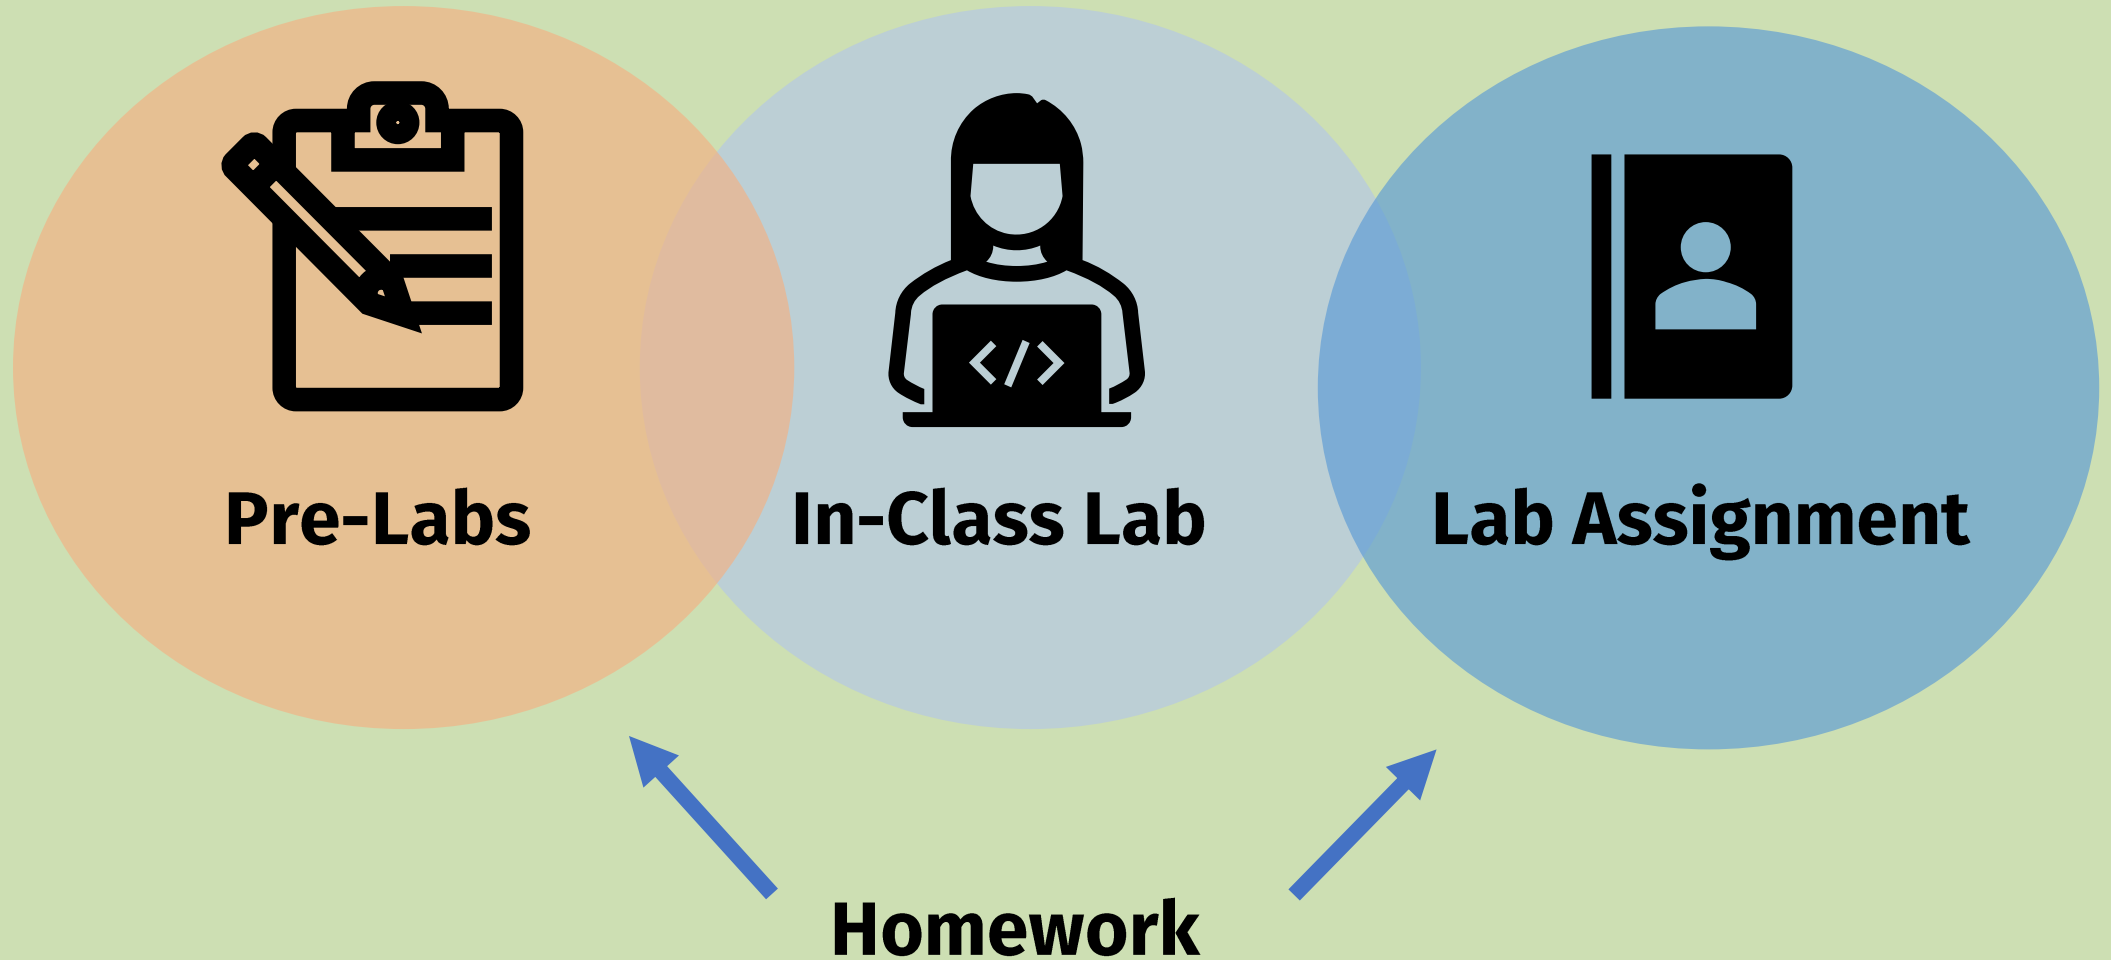 Pre-Labs
In-Class Lab
Lab Assignment
</>
Homework